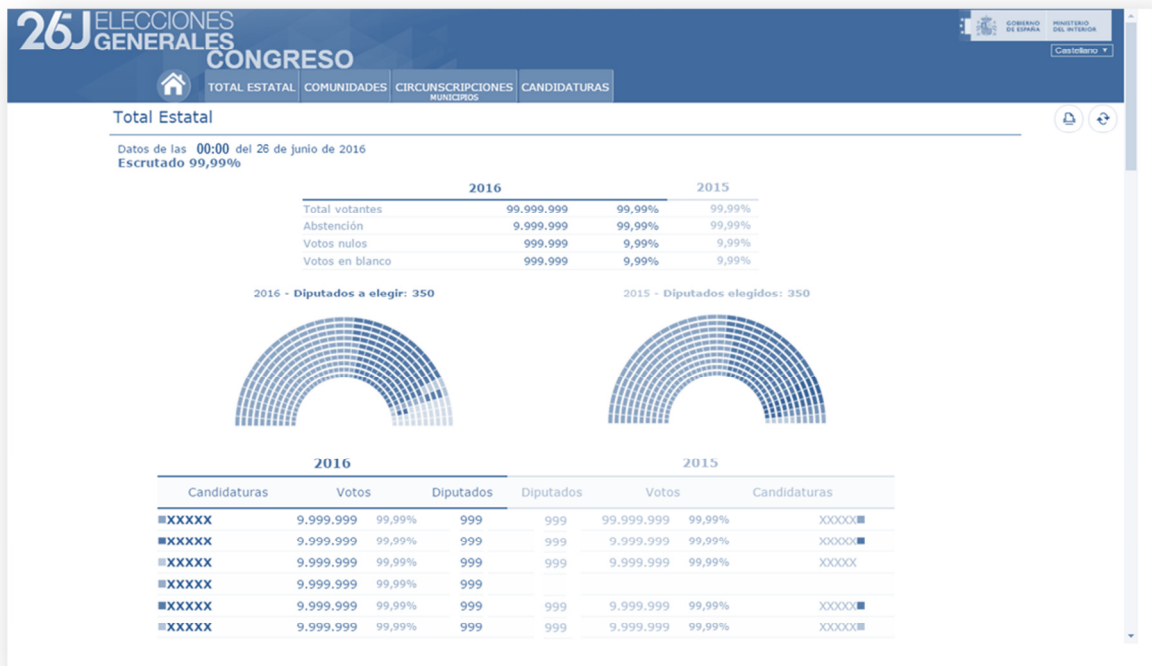 26J ELECCIONES
GENERALES
CONGRESO
GOBIERNO DE ESPAÑA
MINISTERIO DEL INTERIOR
Castellano
TOTAL ESTATAL COMUNIDADES CIRCUNSCRIPCIONES CANDIDATURAS
MUNICIPIOS
Total Estatal
Datos de las 00:00 del 26 de junio de 2016
Escrutado 99,99%
2016 2015
Total votantes 99.999.999 99,99% 99,99%
Abstención 9.999.999 99,99% 99,99%
Votos nulos 999.999 9,99% 9,99%
Votos en blanco 999.999 9,99% 9,99%
2016 - Diputados a elegir: 350 2015 - Diputados elegidos: 350
2016 2015
Candidaturas Votos Diputados Diputados Votos Candidaturas
XXXXX 9.999.999 99,99% 999 999 99.999.999 99,99% XXXXX
XXXXX 9.999.999 99,99% 999 999 9.999.999 99,99% XXXXX
XXXXX 9.999.999 99,99% 999 999 9.999.999 99,99% XXXXX
XXXXX 9.999.999 99,99% 999
XXXXX 9.999.999 99,99% 999 999 9.999.999 99,99% XXXXX
XXXXX 9.999.999 99,99% 999 999 9.999.999 99,99% XXXXX